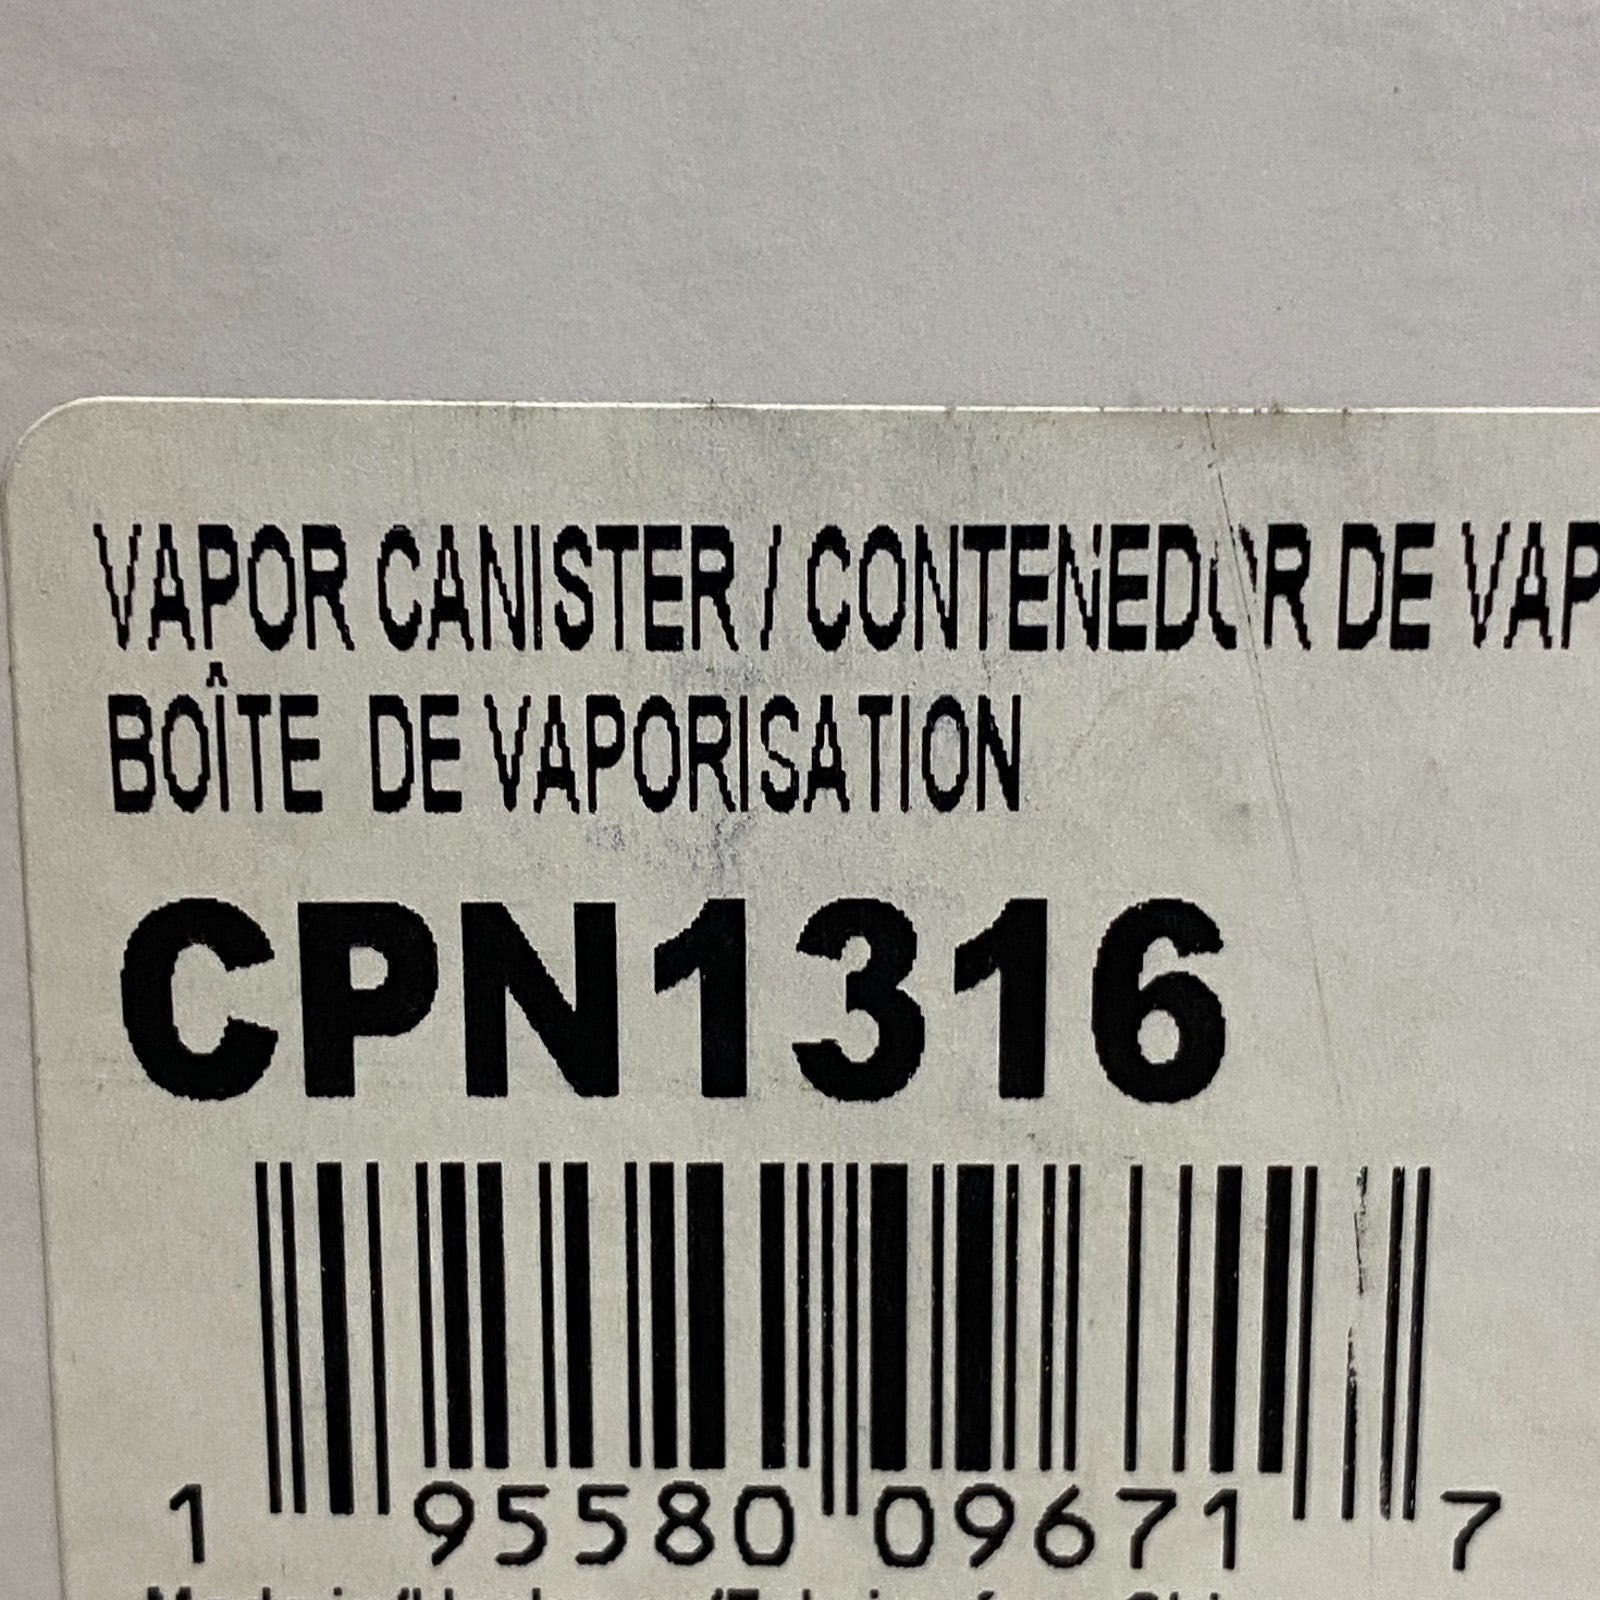 VAPOR CANISTER / CONTENEDOR DE VAP
BOÎTE DE VAPORISATION
CPN1316
1 95580 09671 7